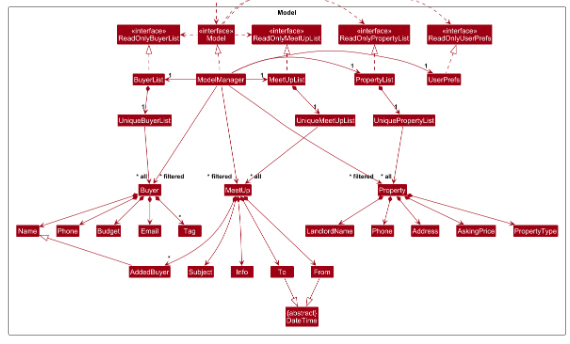 Model
«interface»
ReadOnlyBuyerList
«interface»
Model
«interface»
ReadOnlyMeetUpList
«interface»
ReadOnlyPropertyList
«interface»
ReadOnlyUserPrefs
BuyerList
1
ModelManager
1
MeetUpList
1
PropertyList
1
UserPrefs
1
1
1
UniqueBuyerList
UniqueMeetUpList
UniquePropertyList
* all
* filtered
* filtered
* all
* filtered
* all
Buyer
MeetUp
Property
*
Name
Phone
Budget
Email
Tag
LandlordName
Phone
Address
AskingPrice
PropertyType
*
AddedBuyer
Subject
Info
To
From
{abstract}
DateTime